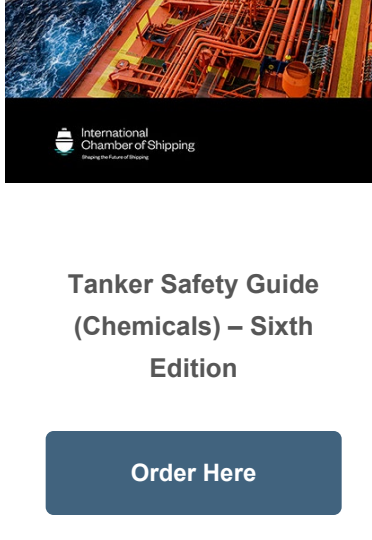 International
Chamber of Shipping
Shaping the Future of Shipping
Tanker Safety Guide
(Chemicals) – Sixth
Edition
Order Here